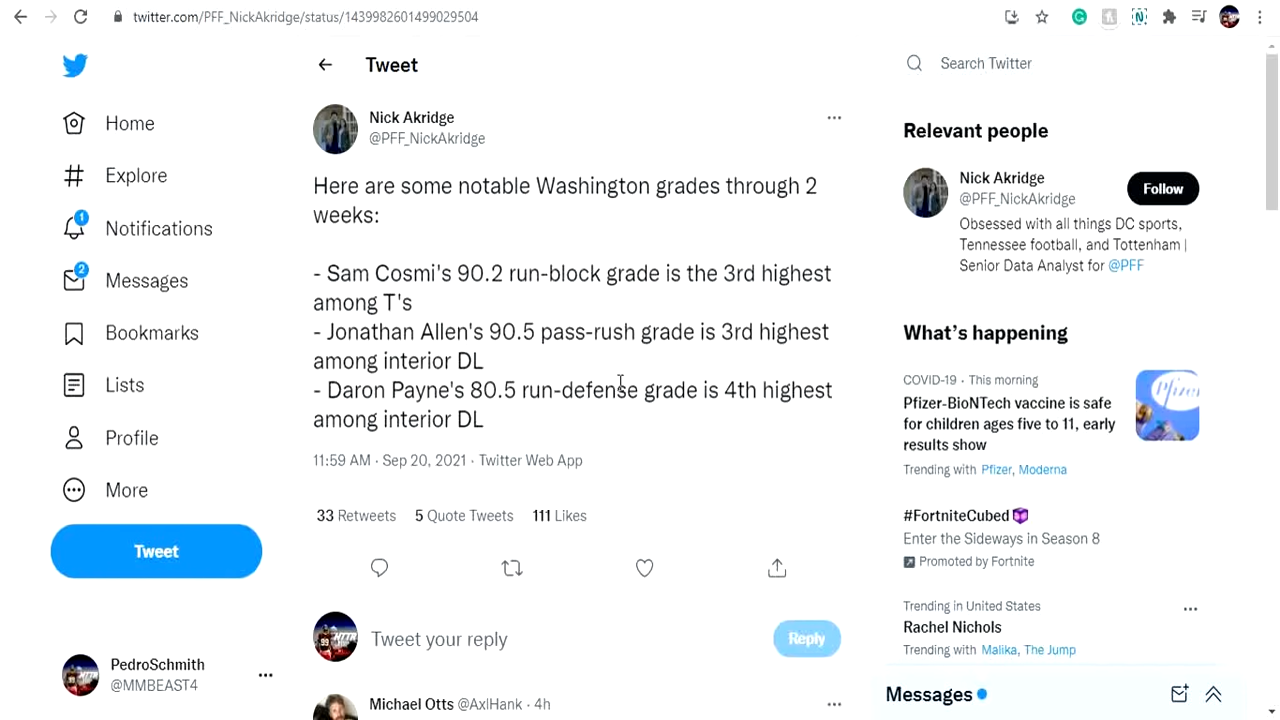 twitter.com/PFF_NickAkridge/status/1439982601499029504
Tweet
Search Twitter
Home
Explore
1
Notifications
2
Messages
Bookmarks
Lists
Profile
More
Tweet
PedroSchmith
@MMBEAST4
Nick Akridge
@PFF_NickAkridge
Here are some notable Washington grades through 2
weeks:
- Sam Cosmi's 90.2 run-block grade is the 3rd highest
among T's
- Jonathan Allen's 90.5 pass-rush grade is 3rd highest
among interior DL
- Daron Payne's 80.5 run-defense grade is 4th highest
among interior DL
11:59 AM · Sep 20, 2021 · Twitter Web App
33 Retweets 5 Quote Tweets 111 Likes
Tweet your reply
Reply
Michael Otts @AxlHank · 4h
Relevant people
Nick Akridge
@PFF_NickAkridge
Follow
Obsessed with all things DC sports,
Tennessee football, and Tottenham |
Senior Data Analyst for @PFF
What's happening
COVID-19 · This morning
Pfizer-BioNTech vaccine is safe
for children ages five to 11, early
results show
Trending with Pfizer, Moderna
Pfizer
#FortniteCubed
Enter the Sideways in Season 8
Promoted by Fortnite
Trending in United States
Rachel Nichols
Trending with Malika, The Jump
Messages